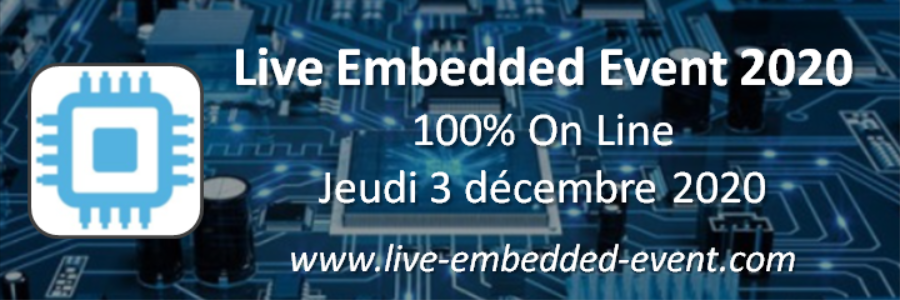 Live Embedded Event 2020
100% On Line
Jeudi 3 décembre 2020
www.live-embedded-event.com